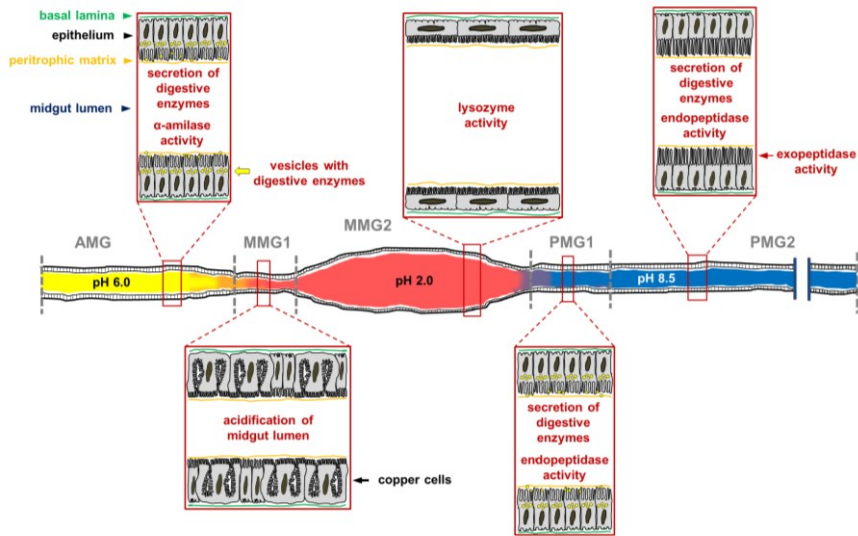 basal lamina
epithelium
peritrophic matrix
midgut lumen
secretion of
digestive
enzymes
α-amilase
activity
vesicles with
digestive enzymes
lysozyme
activity
secretion of
digestive
enzymes
endopeptidase
activity
exopeptidase
activity
AMG
MMG1
MMG2
PMG1
PMG2
pH 6.0
pH 2.0
pH 8.5
acidification of
midgut lumen
copper cells
secretion of
digestive
enzymes
endopeptidase
activity